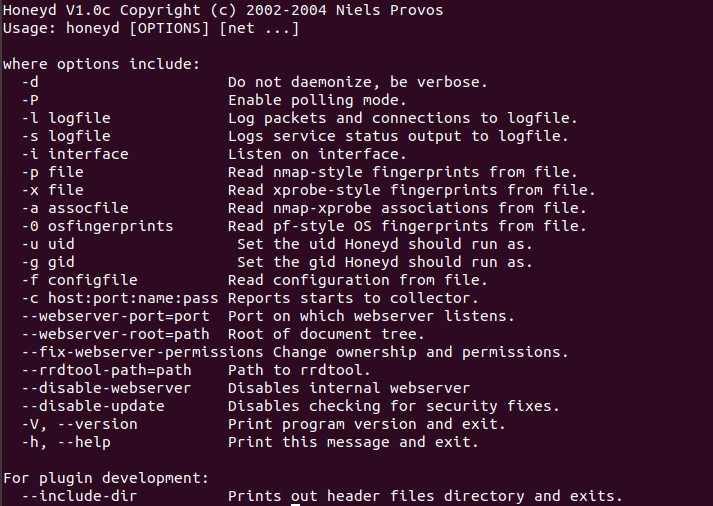 Honeyd V1.0c Copyright (c) 2002-2004 Niels Provos
Usage: honeyd [OPTIONS] [net ...]

where options include:
  -d                     Do not daemonize, be verbose.
  -P                     Enable polling mode.
  -l logfile             Log packets and connections to logfile.
  -s logfile             Logs service status output to logfile.
  -i interface           Listen on interface.
  -p file                Read nmap-style fingerprints from file.
  -x file                Read xprobe-style fingerprints from file.
  -a assocfile           Read nmap-xprobe associations from file.
  -0 osfingerprints      Read pf-style OS fingerprints from file.
  -u uid                  Set the uid Honeyd should run as.
  -g gid                  Set the gid Honeyd should run as.
  -f configfile          Read configuration from file.
  -c host:port:name:pass Reports starts to collector.
  --webserver-port=port  Port on which webserver listens.
  --webserver-root=path  Root of document tree.
  --fix-webserver-permissions Change ownership and permissions.
  --rrdtool-path=path    Path to rrdtool.
  --disable-webserver    Disables internal webserver
  --disable-update       Disables checking for security fixes.
  -V, --version          Print program version and exit.
  -h, --help             Print this message and exit.

For plugin development:
  --include-dir          Prints out header files directory and exits.